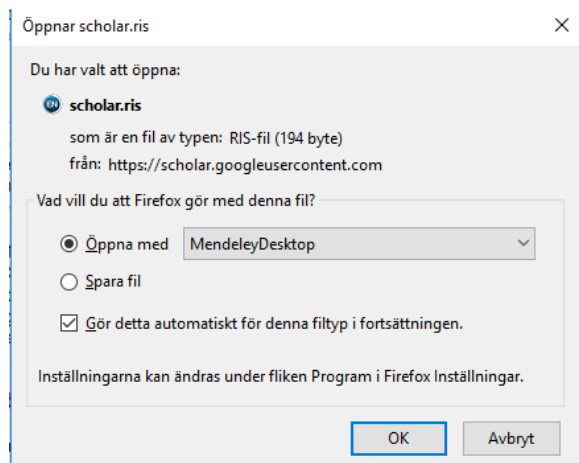 Öppnar scholar.ris
Du har valt att öppna:
EN scholar.ris
som är en fil av typen: RIS-fil (194 byte)
från: https://scholar.googleusercontent.com
Vad vill du att Firefox gör med denna fil?
Öppna med MendeleyDesktop
Spara fil
Gör detta automatiskt för denna filtyp i fortsättningen.
Inställningarna kan ändras under fliken Program i Firefox Inställningar.
OK Avbryt